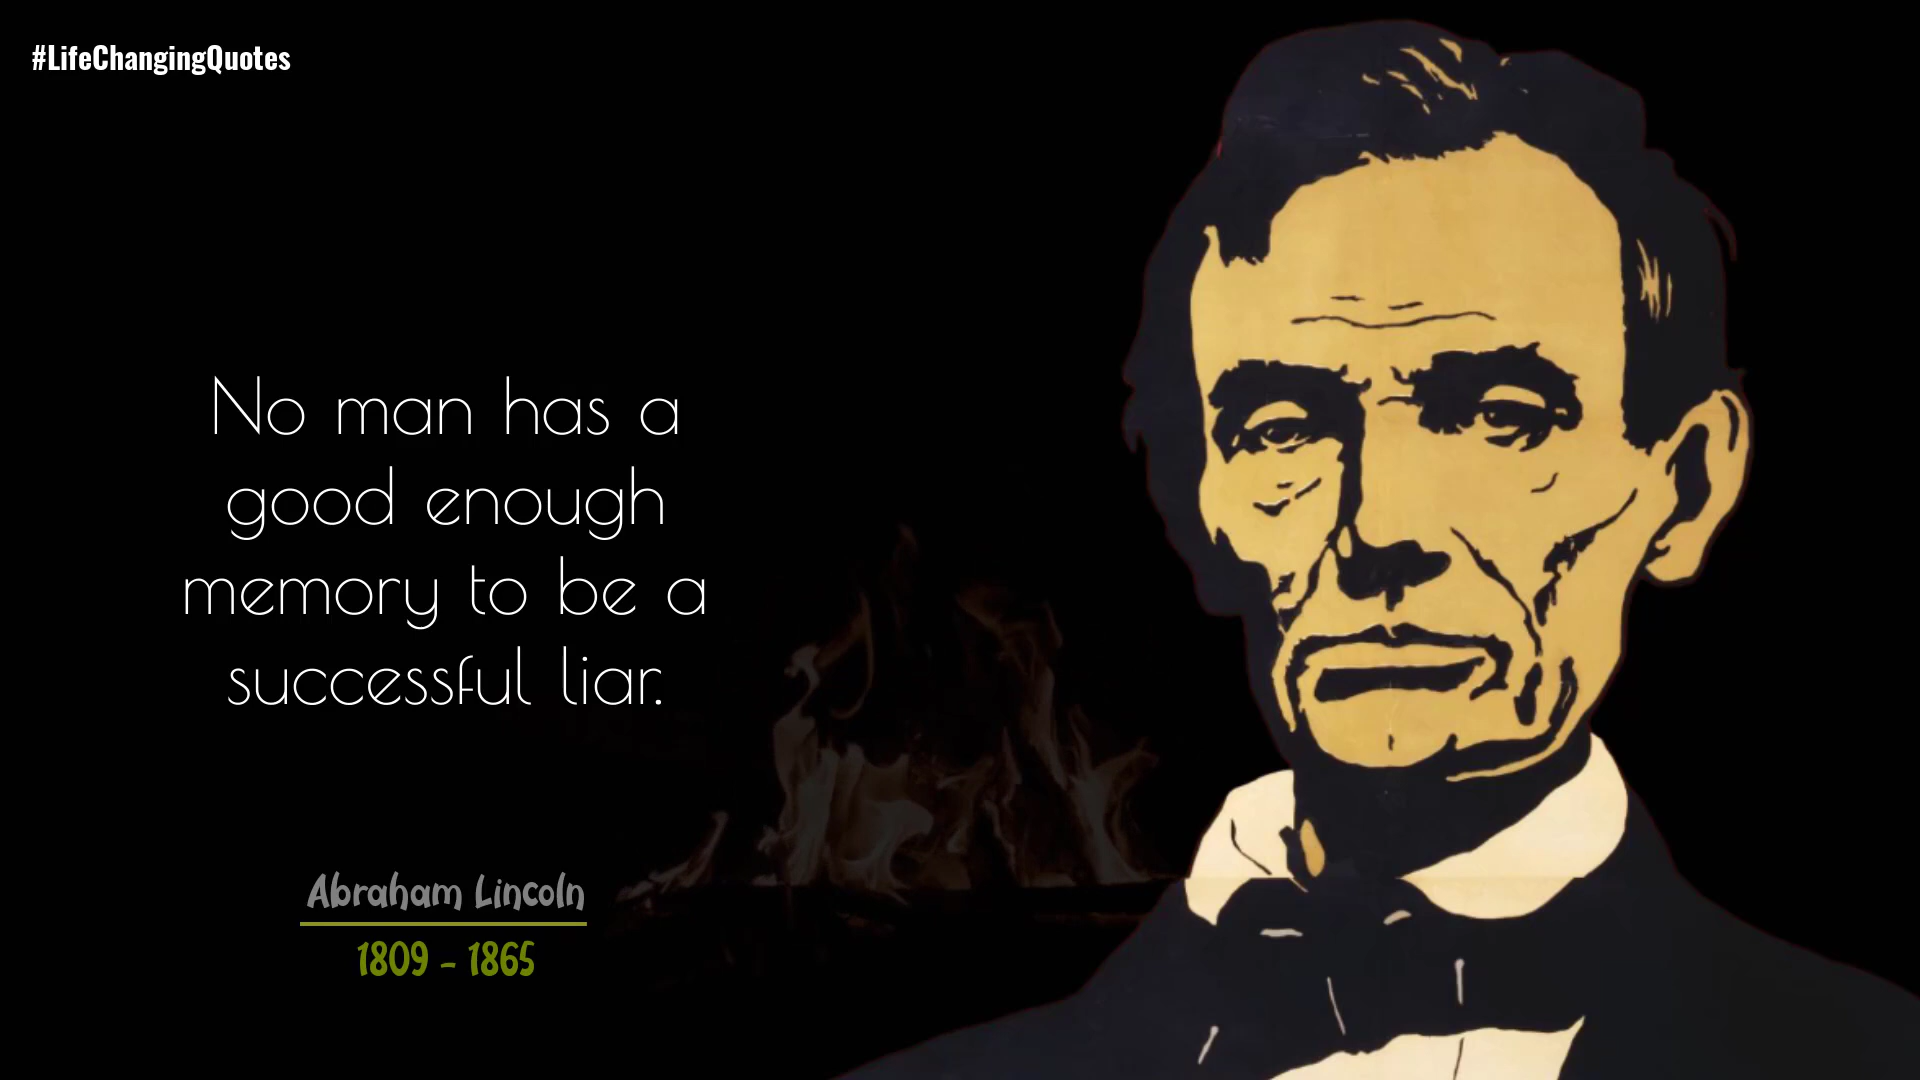 #LifeChangingQuotes
No man has a
good enough
memory to be a
successful liar.
Abraham Lincoln
1809 - 1865